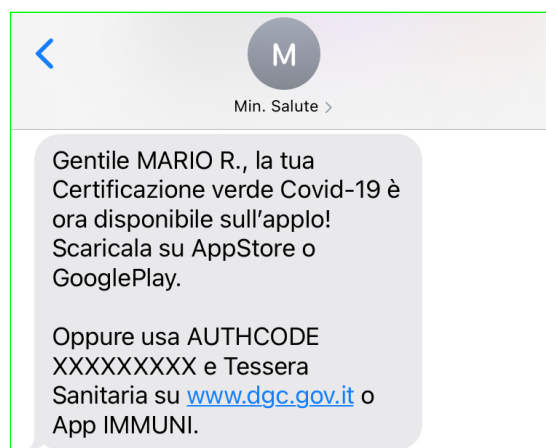 M
Min. Salute >
Gentile MARIO R., la tua
Certificazione verde Covid-19 è
ora disponibile sull'appIo!
Scaricala su AppStore o
GooglePlay.
Oppure usa AUTHCODE
XXXXXXXXX e Tessera
Sanitaria su www.dgc.gov.it o
App IMMUNI.